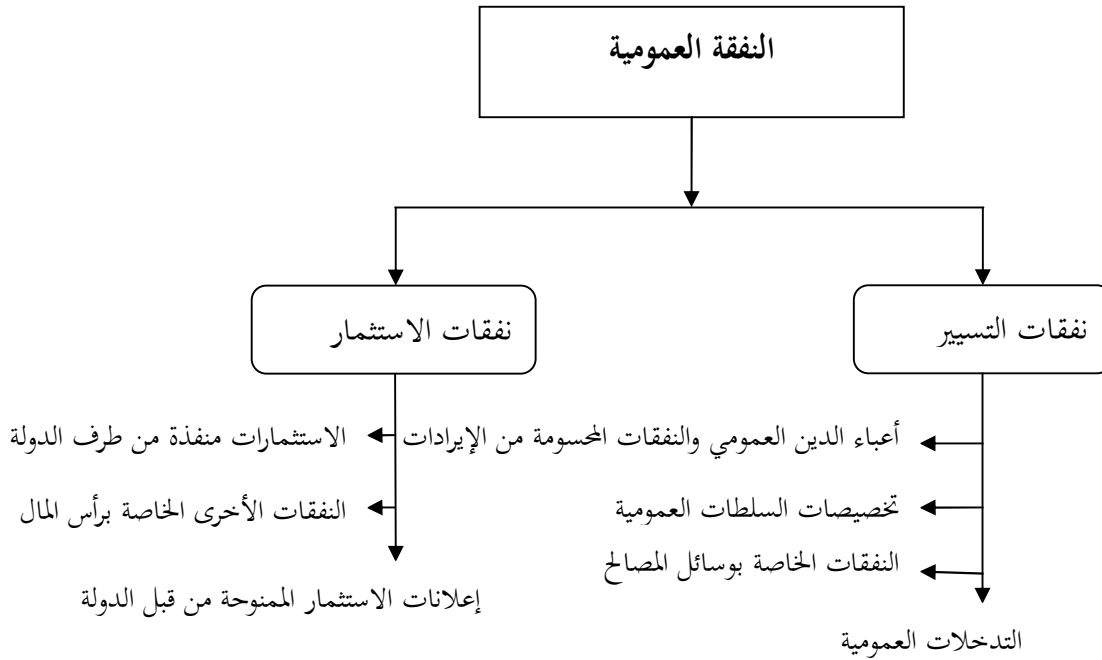 النفقة العمومية
نفقات التسيير
نفقات الاستثمار
أعباء الدين العمومي والنفقات المحسومة من الإيرادات
تخصيصات السلطات العمومية
النفقات الخاصة بوسائل المصالح
التدخلات العمومية
الاستثمارات منفذة من طرف الدولة
النفقات الأخرى الخاصة برأس المال
إعلانات الاستثمار الممنوحة من قبل الدولة